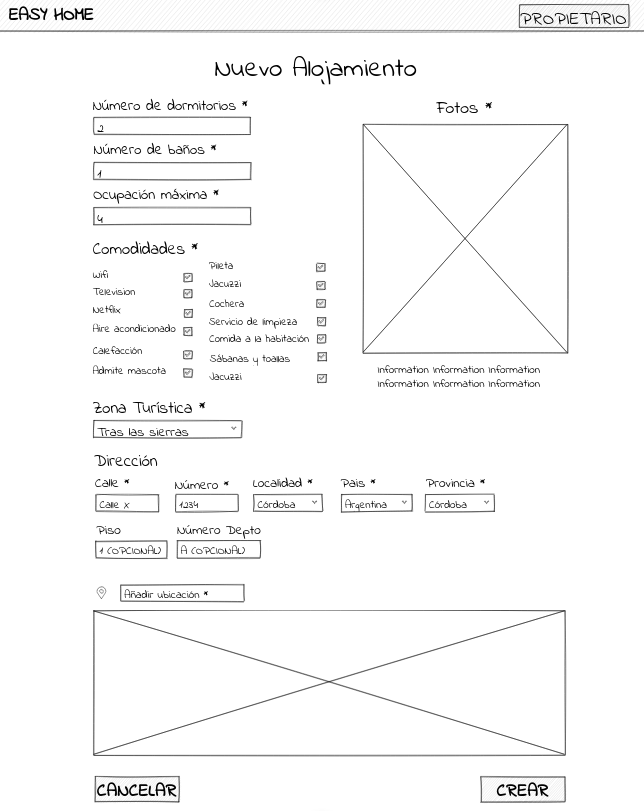 EASY HOME
PROPIETARIO
Nuevo Alojamiento
Número de dormitorios *
2
Número de baños *
1
Ocupación máxima *
4
Fotos *
Comodidades *
Wifi
Television
Netflix
Aire acondicionado
Calefacción
Admite mascota
Pileta
Jacuzzi
Cochera
Servicio de limpieza
Comida a la habitación
Sábanas y toallas
Jacuzzi
Information Information Information
Information Information Information
Zona Turística *
Tras las sierras
Dirección
Calle * Número * Localidad * Pais * Provincia *
Calle x 1234 Córdoba Argentina Córdoba
Piso Número Depto
1 (OPCIONAL) A (OPCIONAL)
Añadir ubicación *
CANCELAR CREAR